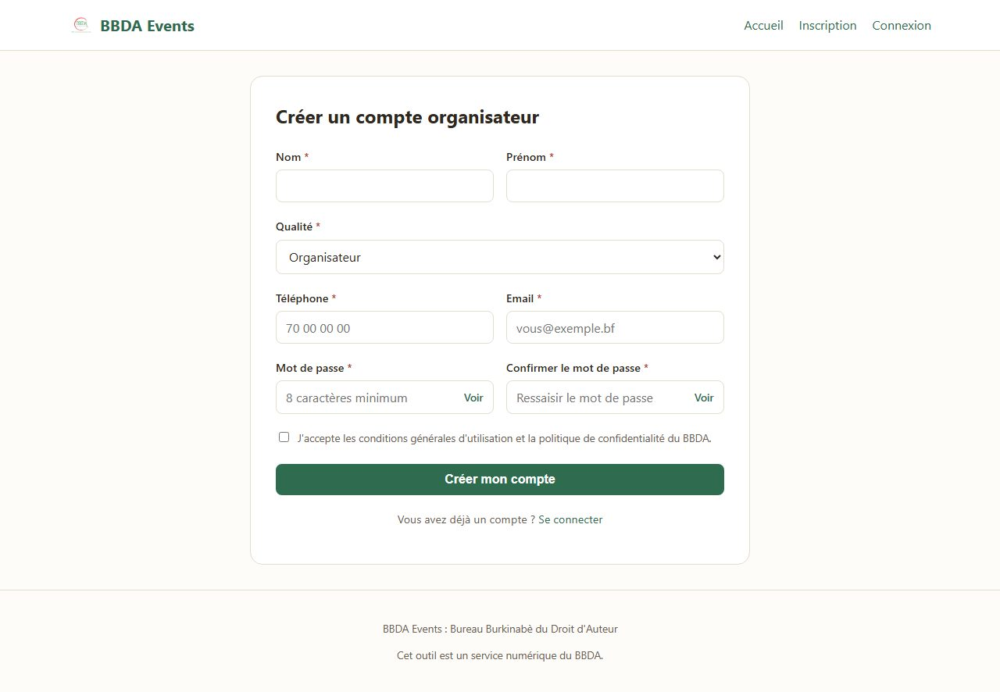 BBDA Events
Accueil Inscription Connexion
Créer un compte organisateur
Nom * Prénom *
Qualité *
Organisateur
Téléphone * Email *
70 00 00 00 vous@exemple.bf
Mot de passe * Confirmer le mot de passe *
8 caractères minimum Voir Ressaisir le mot de passe Voir
J'accepte les conditions générales d'utilisation et la politique de confidentialité du BBDA.
Créer mon compte
Vous avez déjà un compte ? Se connecter
BBDA Events : Bureau Burkinabè du Droit d'Auteur
Cet outil est un service numérique du BBDA.